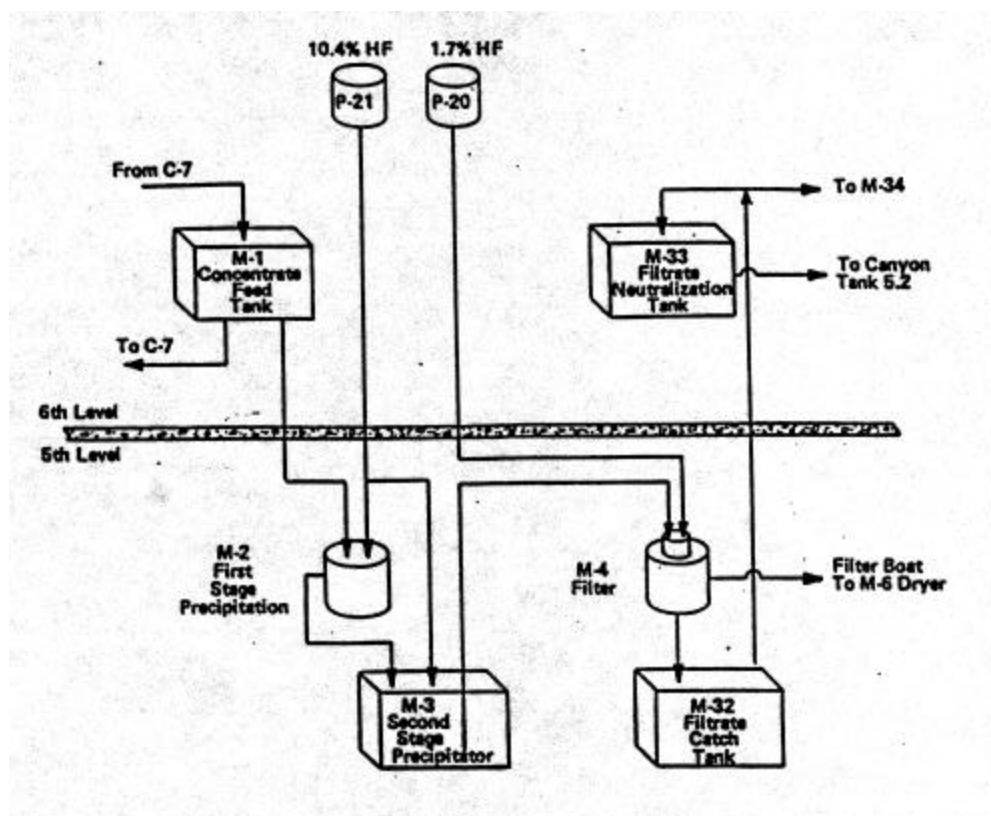 10.4% HF
1.7% HF
P-21
P-20
From C-7
To M-34
M-1
Concentrate
Feed
Tank
M-33
Filtrate
Neutralization
Tank
To Canyon
Tank 5.2
To C-7
6th Level
5th Level
M-2
First
Stage
Precipitation
M-4
Filter
Filter Boat
To M-6 Dryer
M-3
Second
Stage
Precipitator
M-32
Filtrate
Catch
Tank